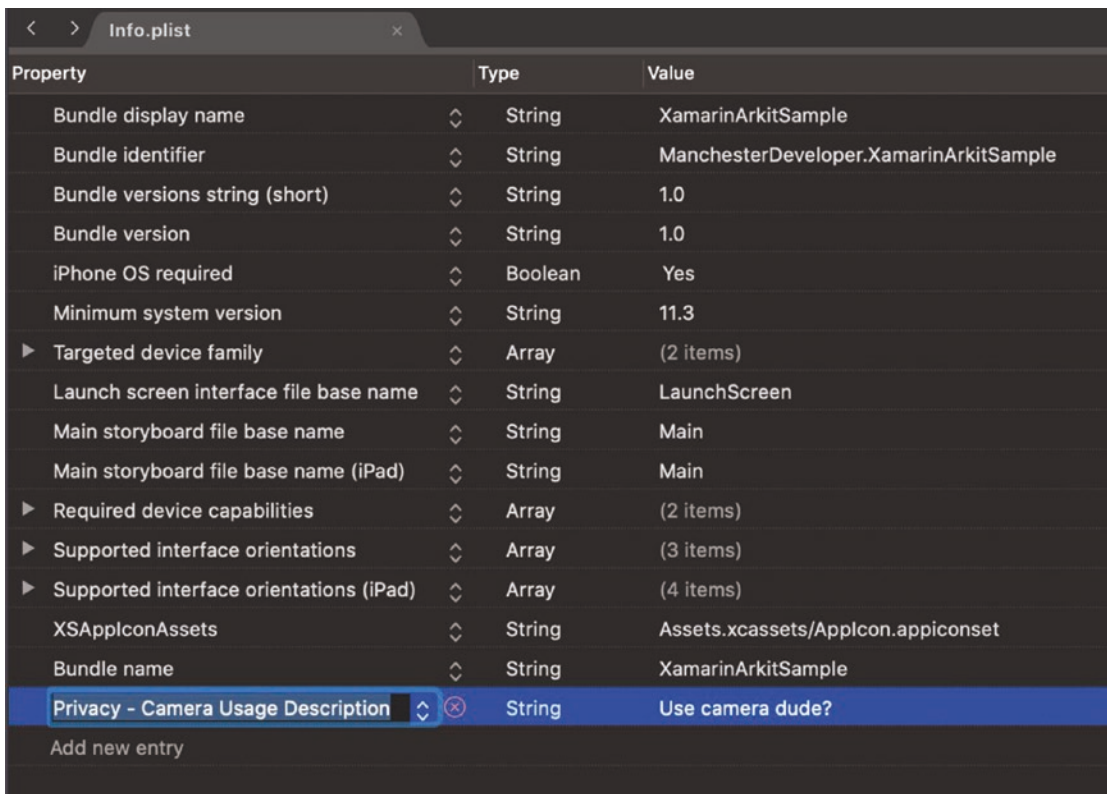 Info.plist
Property Type Value
Bundle display name String XamarinArkitSample
Bundle identifier String ManchesterDeveloper.XamarinArkitSample
Bundle versions string (short) String 1.0
Bundle version String 1.0
iPhone OS required Boolean Yes
Minimum system version String 11.3
Targeted device family Array (2 items)
Launch screen interface file base name String LaunchScreen
Main storyboard file base name String Main
Main storyboard file base name (iPad) String Main
Required device capabilities Array (2 items)
Supported interface orientations Array (3 items)
Supported interface orientations (iPad) Array (4 items)
XSAppIconAssets String Assets.xcassets/AppIcon.appiconset
Bundle name String XamarinArkitSample
Privacy - Camera Usage Description String Use camera dude?
Add new entry